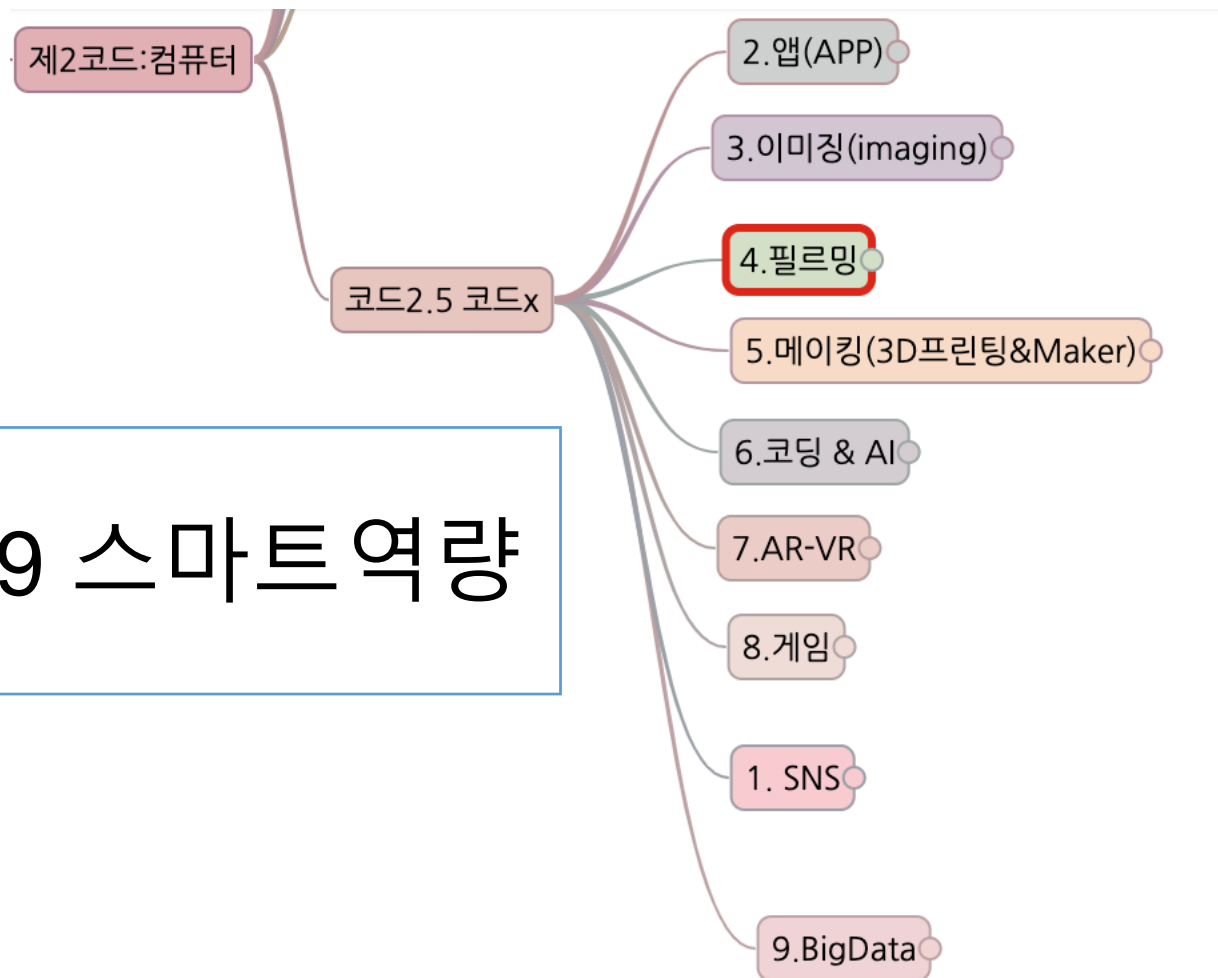 제2코드:컴퓨터
코드2.5 코드x
2.앱(APP)
3.이미징(imaging)
4.필르밍
5.메이킹(3D프린팅&Maker)
6.코딩 & AI
7.AR-VR
8.게임
1. SNS
9.BigData
9 스마트역량